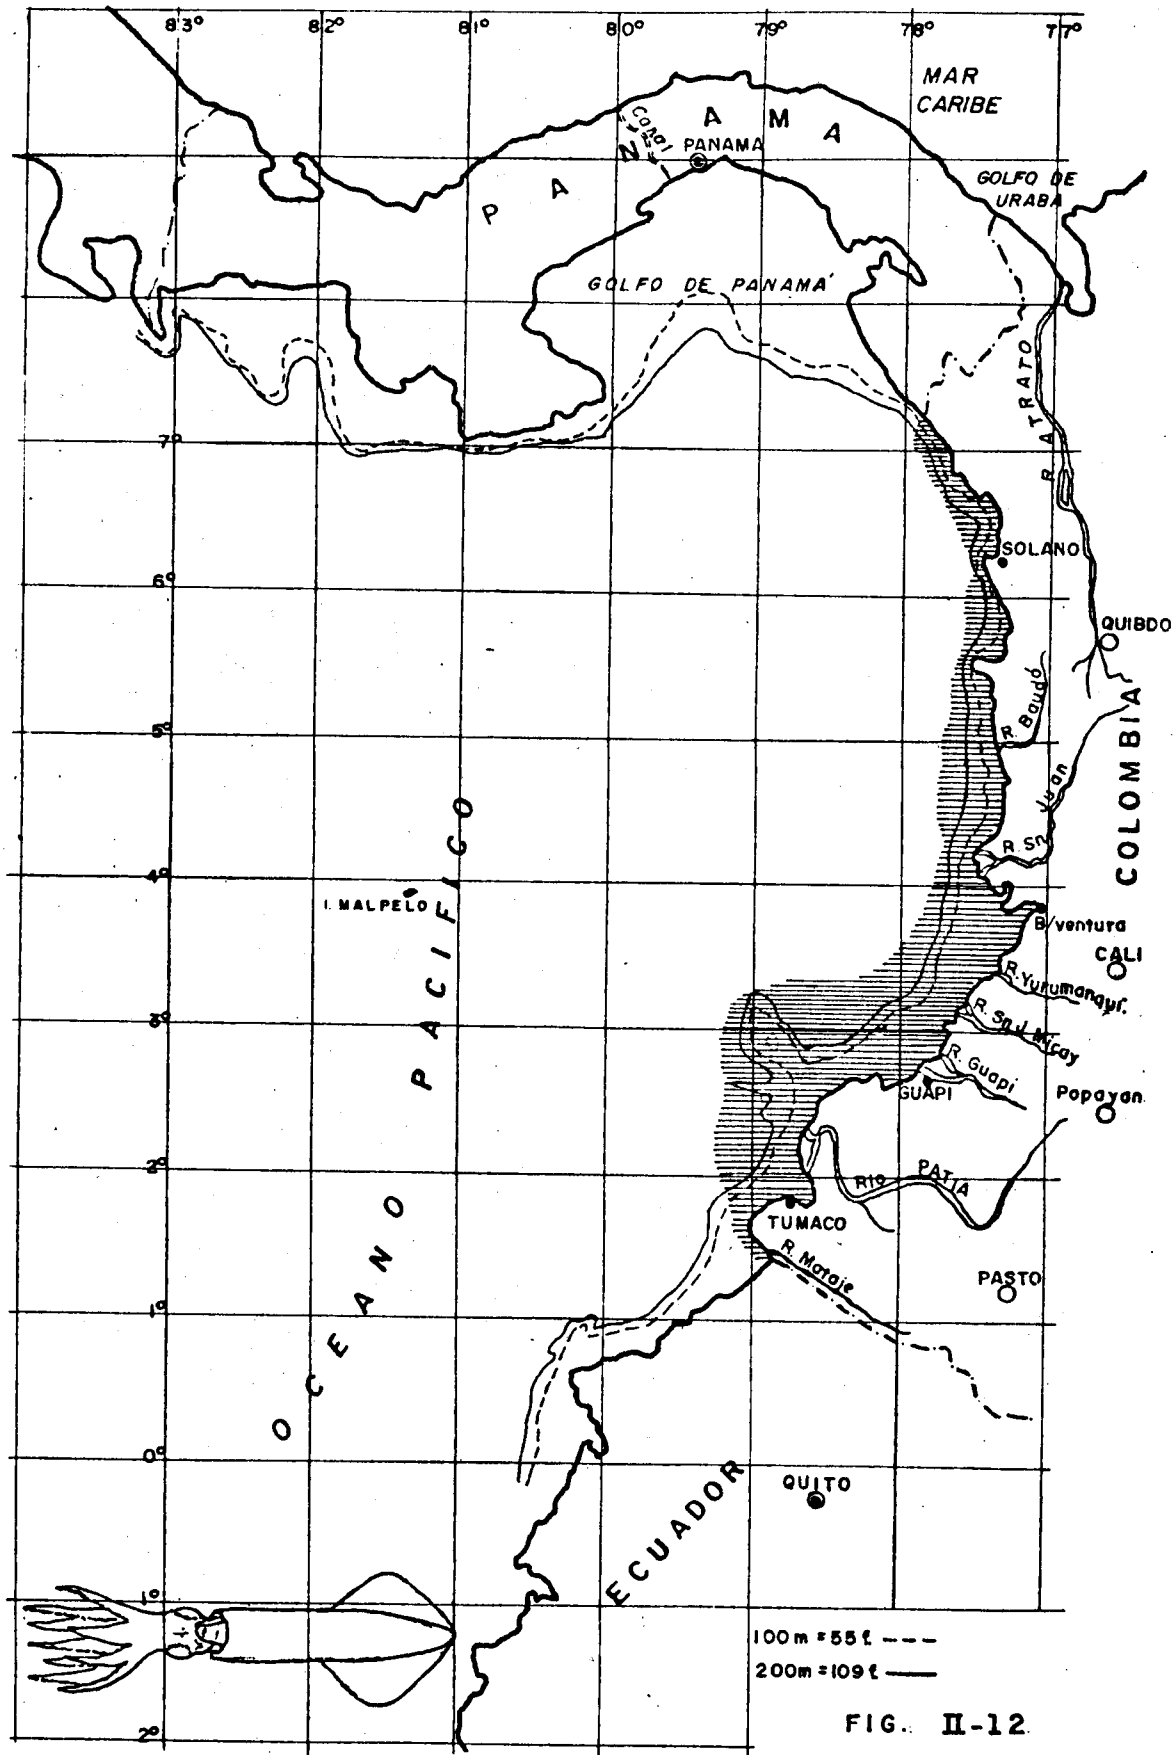 83° 82° 81° 80° 79° 78° 77°
MAR
CARIBE
PANAMA
Canal
PANAMA
GOLFO DE
URABA
GOLFO DE PANAMÁ
R. ATRATO
7°
SOLANO
6°
QUIBDO
R. Baudó
5°
COLOMBIA
R. Sn Juan
4°
I. MALPELO
B/ventura
CALI
R. Yurumangui.
3°
R. Sn J. Micay
R. Guapi
GUAPI
Popayan
OCEANO PACIFICO
2°
RIO PATIA
TUMACO
R. Mataje
PASTO
1°
0°
QUITO
ECUADOR
1°
100m = 55f
200m = 109f
2°
FIG. II-12